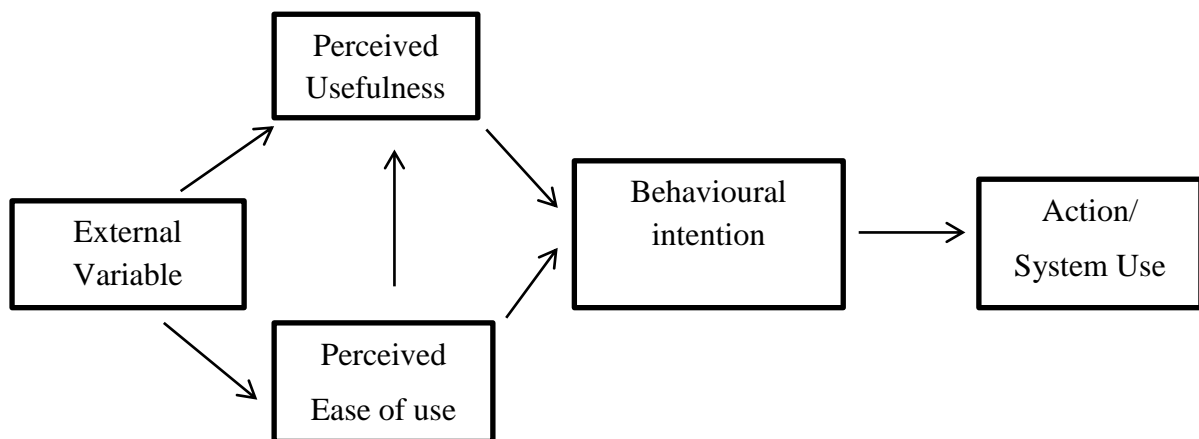 Perceived
Usefulness
External
Variable
Behavioural
intention
Action/
System Use
Perceived
Ease of use